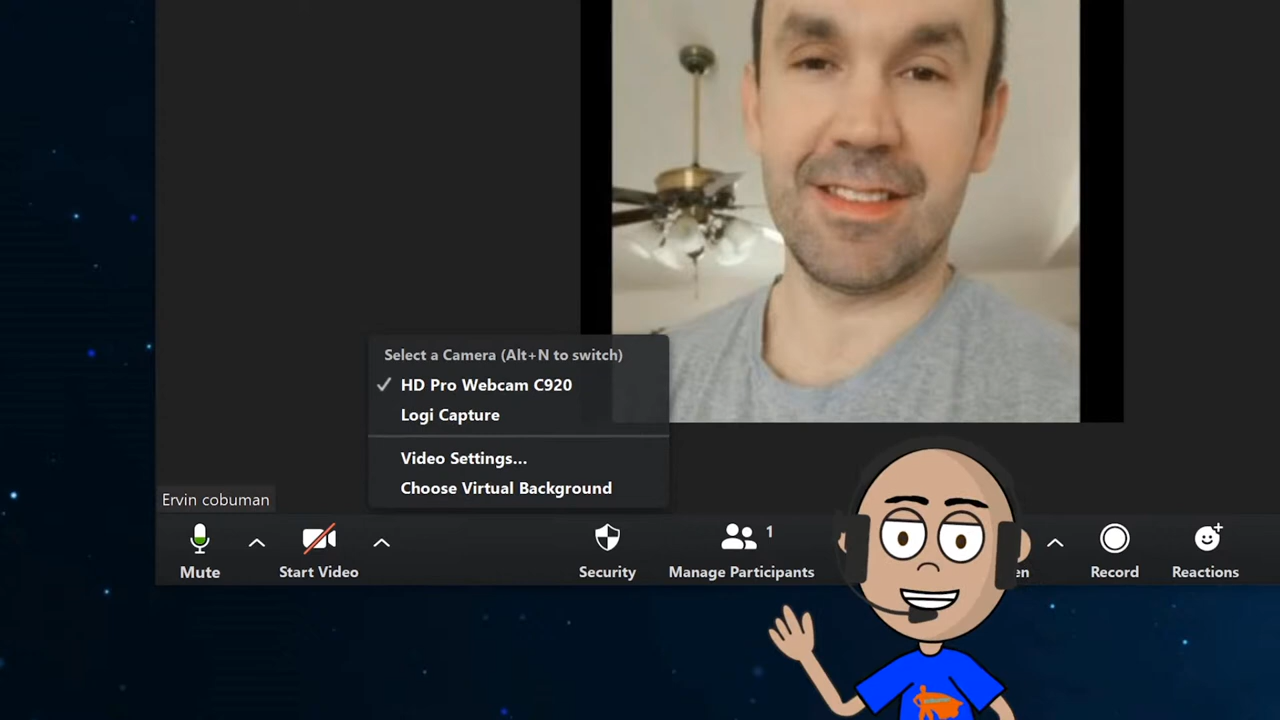 Select a Camera (Alt+N to switch)
HD Pro Webcam C920
Logi Capture
Video Settings...
Choose Virtual Background
Ervin cobuman
1
Mute
Start Video
Security
Manage Participants
Record
Reactions